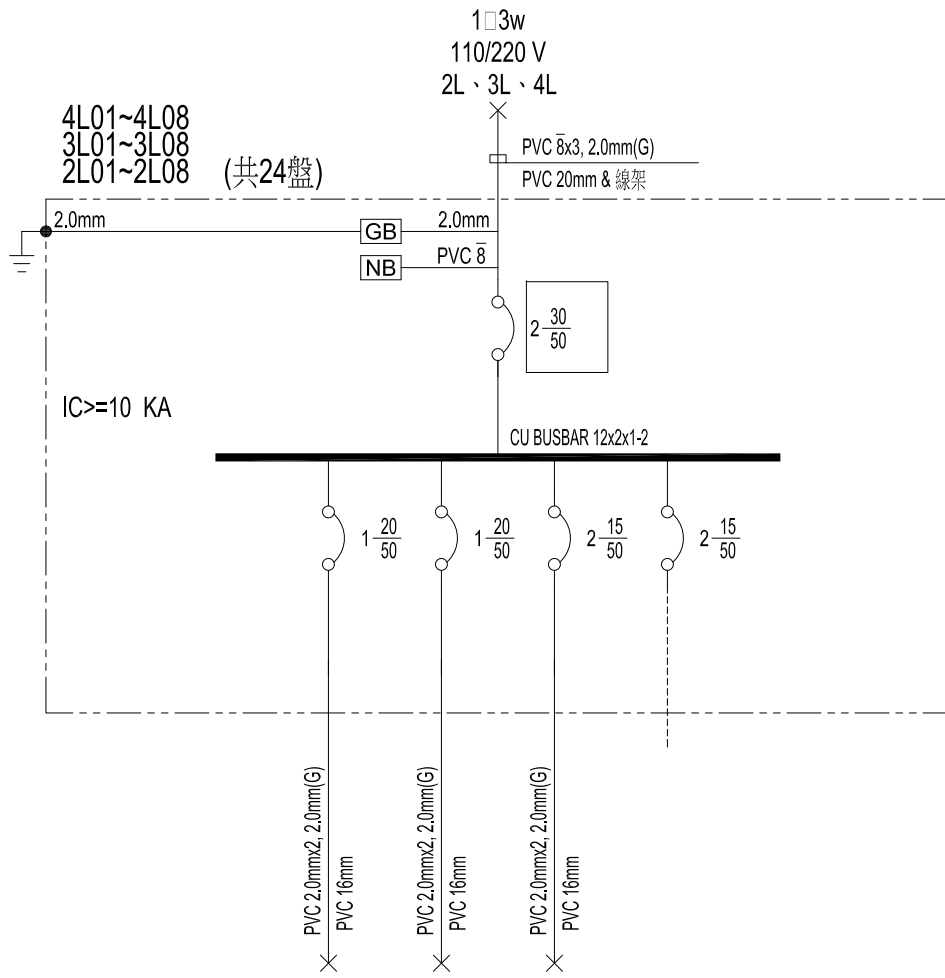 1□3w
110/220 V
2L、3L、4L
4L01~4L08
3L01~3L08
2L01~2L08 (共24盤)
PVC 8̅x3, 2.0mm(G)
PVC 20mm & 線架
2.0mm
GB
2.0mm
NB
PVC 8̅
2 30/50
IC>=10 KA
CU BUSBAR 12x2x1-2
1 20/50
1 20/50
2 15/50
2 15/50
PVC 2.0mmx2, 2.0mm(G)
PVC 16mm
PVC 2.0mmx2, 2.0mm(G)
PVC 16mm
PVC 2.0mmx2, 2.0mm(G)
PVC 16mm